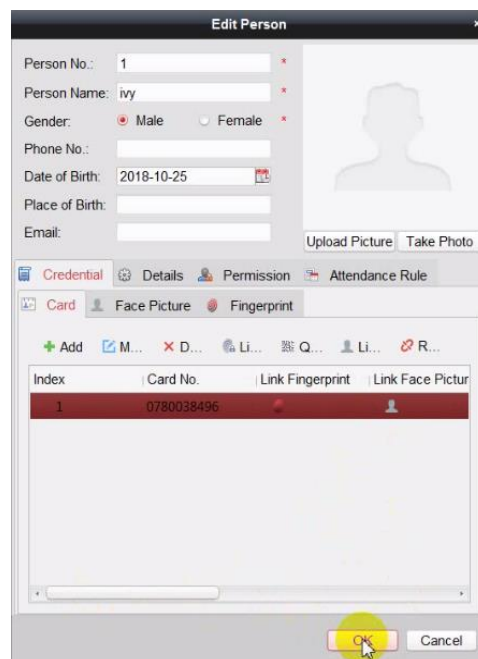 Edit Person
Person No.: 1 *
Person Name: ivy *
Gender: Male Female *
Phone No.:
Date of Birth: 2018-10-25
Place of Birth:
Email:
Upload Picture Take Photo
Credential Details Permission Attendance Rule
Card Face Picture Fingerprint
Add M... D... Li... Q... Li... R...
Index Card No. Link Fingerprint Link Face Pictur
1 0780038496
OK Cancel